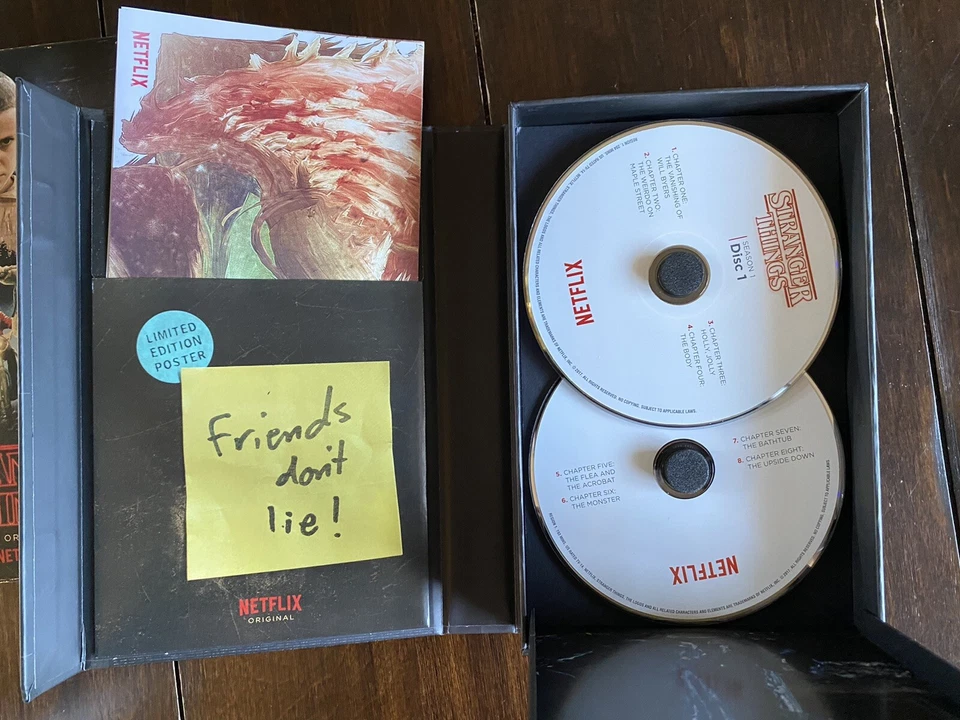 NETFLIX
LIMITED
EDITION
POSTER
Friends
don't
lie!
NETFLIX
ORIGINAL
STRANGER
THINGS
SEASON 1
Disc 1
1. CHAPTER ONE:
THE VANISHING OF
WILL BYERS
2. CHAPTER TWO:
THE WEIRDO ON
MAPLE STREET
3. CHAPTER THREE:
HOLLY, JOLLY
4. CHAPTER FOUR:
THE BODY
NETFLIX
5. CHAPTER FIVE:
THE FLEA AND
THE ACROBAT
6. CHAPTER SIX:
THE MONSTER
7. CHAPTER SEVEN:
THE BATHTUB
8. CHAPTER EIGHT:
THE UPSIDE DOWN
NETFLIX